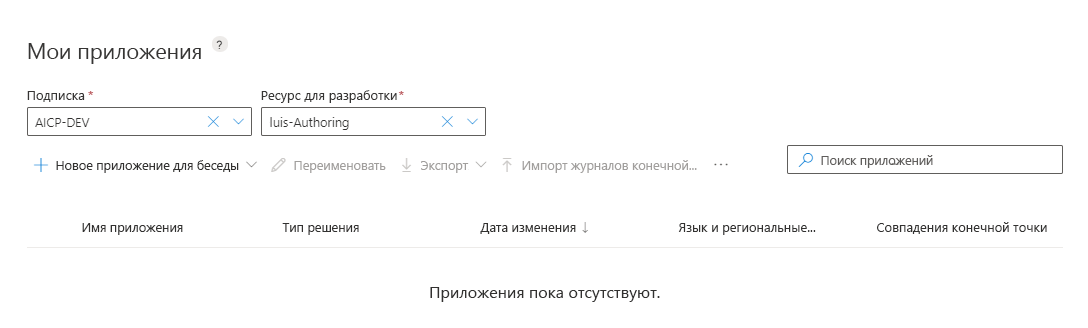 Мои приложения ?
Подписка * Ресурс для разработки*
AICP-DEV luis-Authoring
Новое приложение для беседы Переименовать Экспорт Импорт журналов конечной... ... Поиск приложений
Имя приложения Тип решения Дата изменения ↓ Язык и региональные... Совпадения конечной точки
Приложения пока отсутствуют.